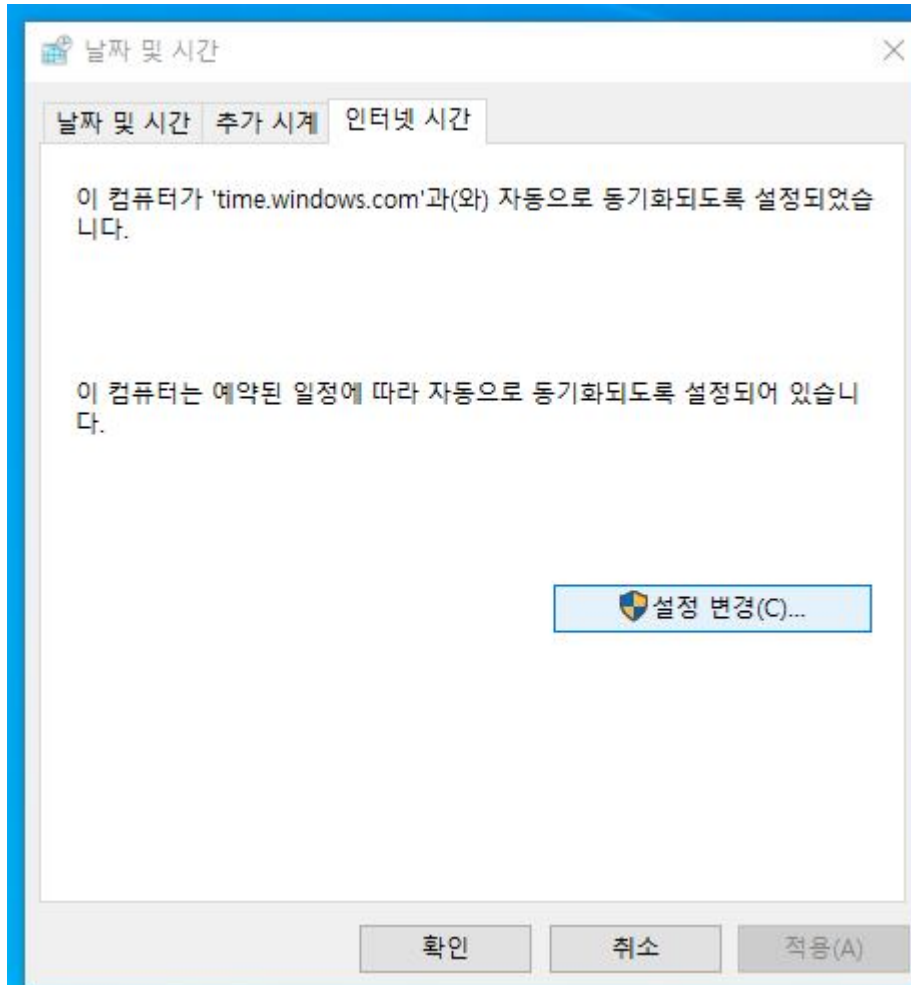 날짜 및 시간
날짜 및 시간 추가 시계 인터넷 시간
이 컴퓨터가 'time.windows.com'과(와) 자동으로 동기화되도록 설정되었습
니다.
이 컴퓨터는 예약된 일정에 따라 자동으로 동기화되도록 설정되어 있습니
다.
설정 변경(C)...
확인 취소 적용(A)